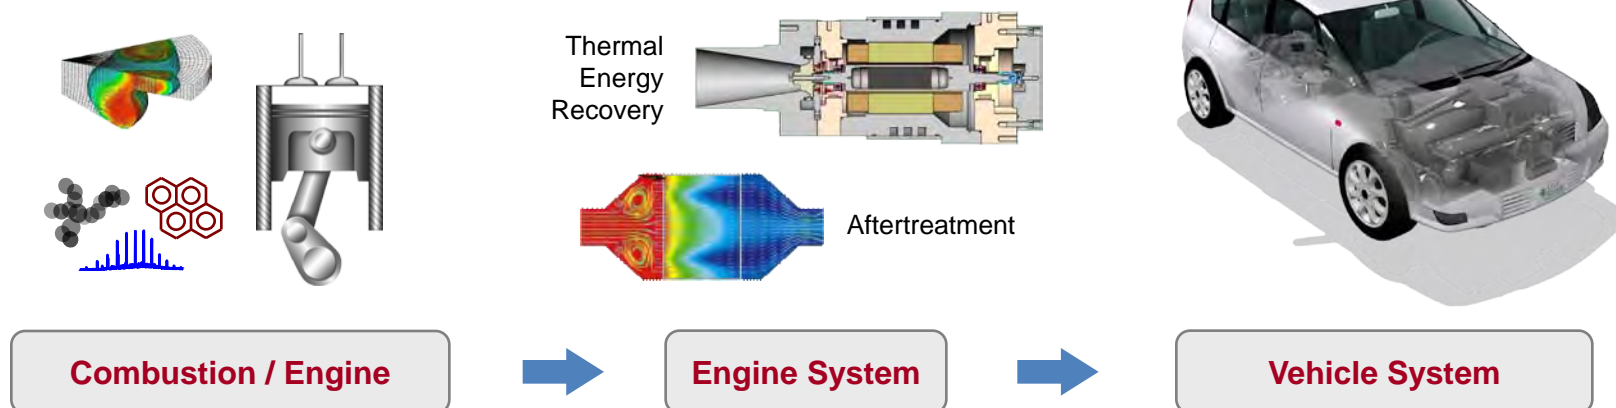 Thermal
Energy
Recovery
Aftertreatment
Combustion / Engine
Engine System
Vehicle System